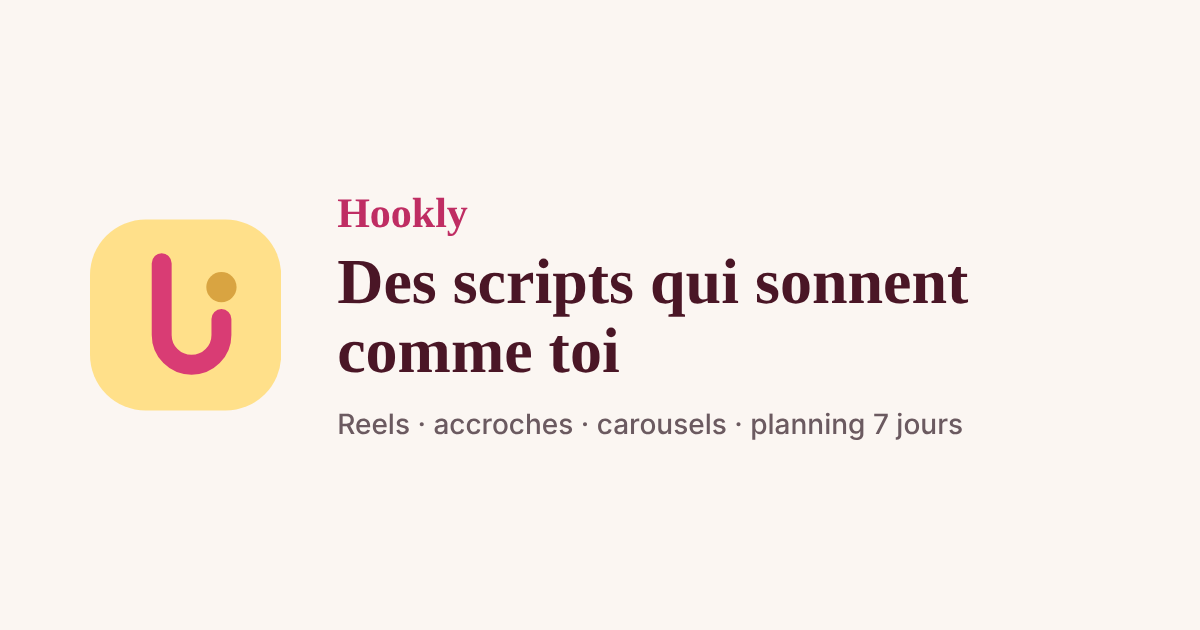 Hookly
Des scripts qui sonnent
comme toi
Reels · accroches · carousels · planning 7 jours